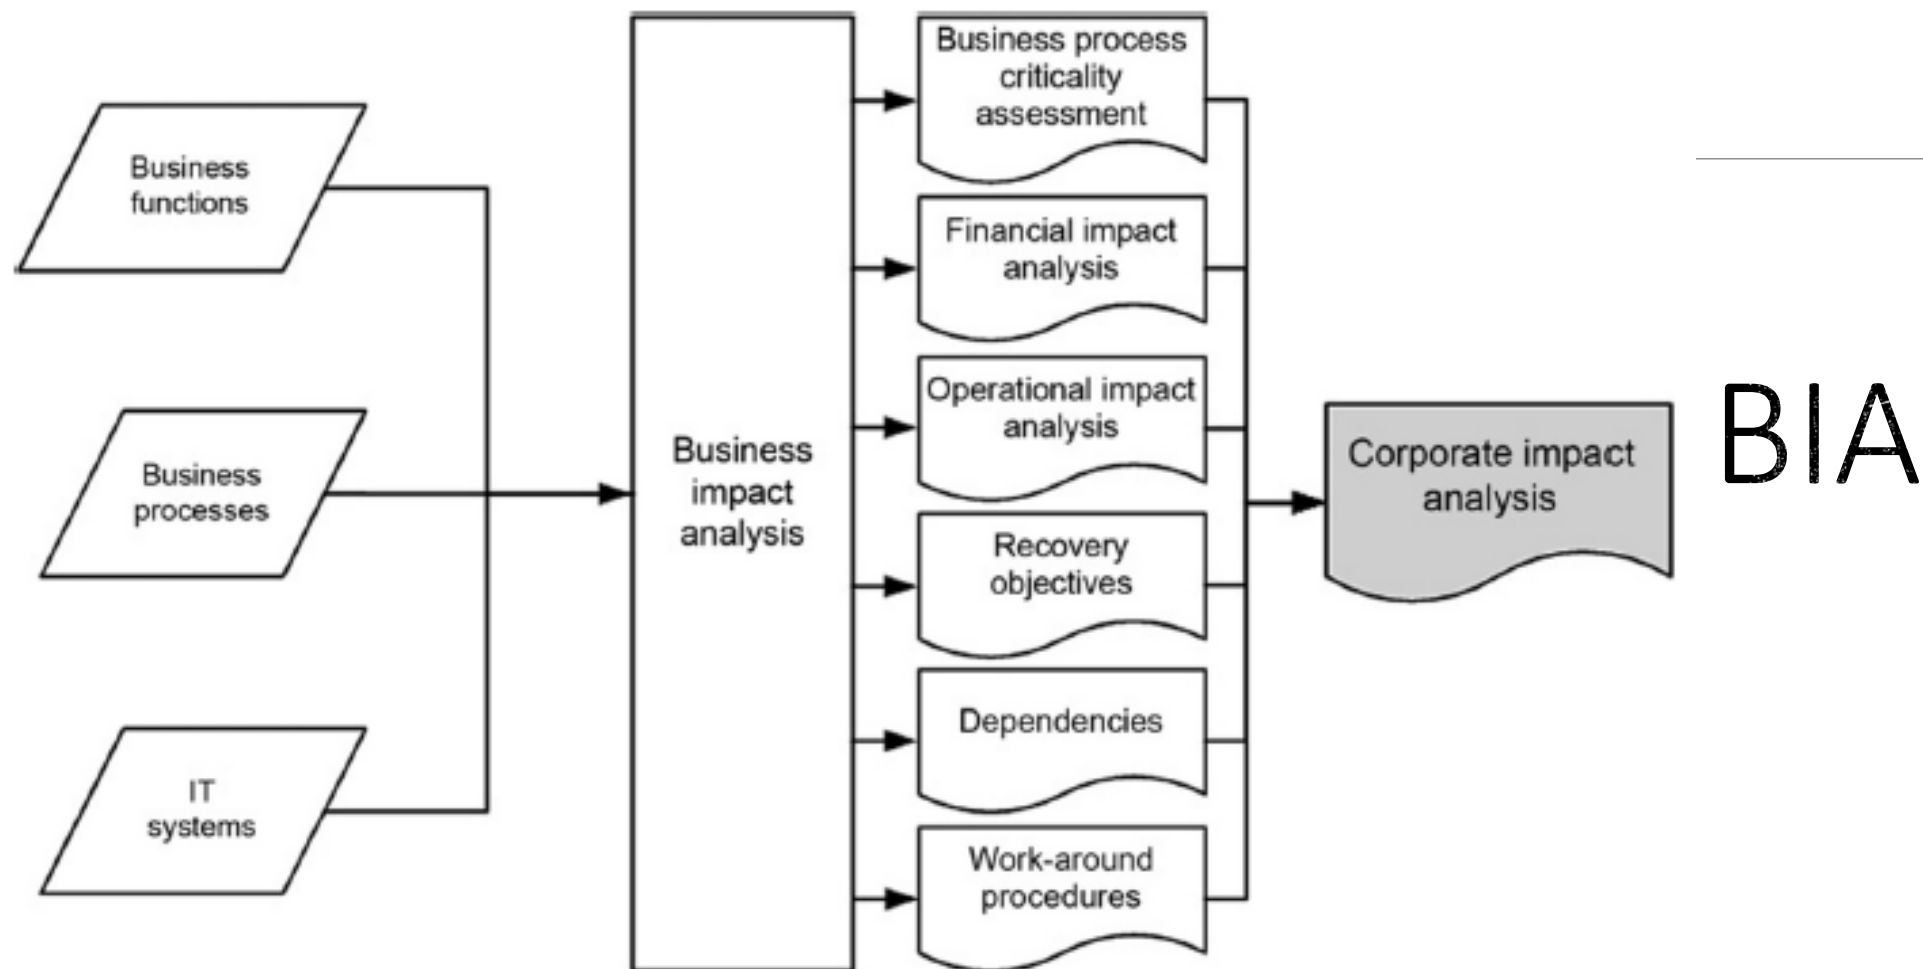 Business
functions
Business
processes
IT
systems
Business
impact
analysis
Business process
criticality
assessment
Financial impact
analysis
Operational impact
analysis
Recovery
objectives
Dependencies
Work-around
procedures
Corporate impact
analysis
BIA